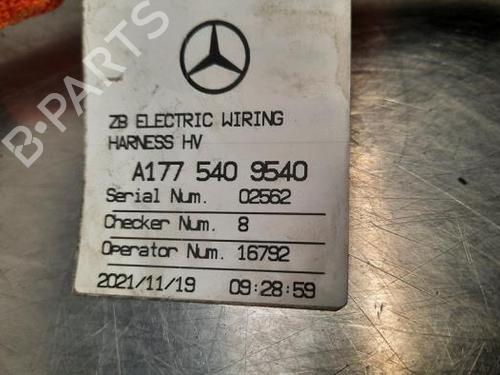 ZB ELECTRIC WIRING
HARNESS HV
A177 540 9540
Serial Num. 02562
Checker Num. 8
Operator Num. 16792
2021/11/19 09:28:59
B-PARTS